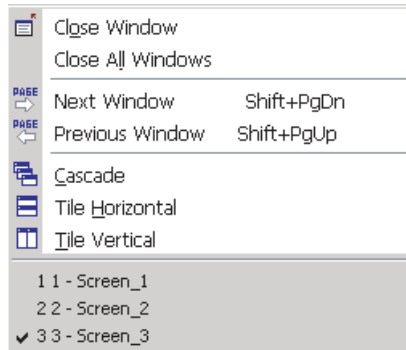 Close Window
Close All Windows
PAGE Next Window Shift+PgDn
PAGE Previous Window Shift+PgUp
Cascade
Tile Horizontal
Tile Vertical
1 1 - Screen_1
2 2 - Screen_2
3 3 - Screen_3